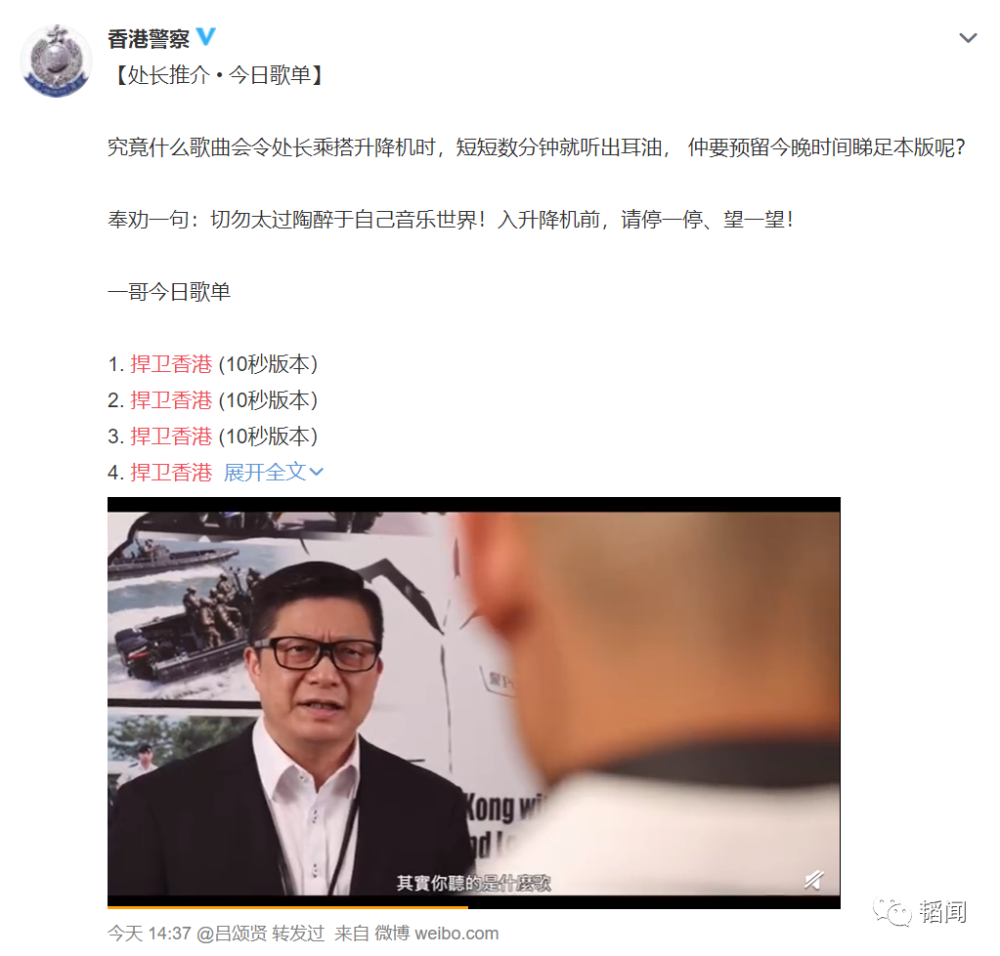 香港警察
【处长推介 • 今日歌单】
究竟什么歌曲会令处长乘搭升降机时，短短数分钟就听出耳油， 仲要预留今晚时间睇足本版呢？
奉劝一句：切勿太过陶醉于自己音乐世界！入升降机前，请停一停、望一望！
一哥今日歌单
1. 捍卫香港 (10秒版本)
2. 捍卫香港 (10秒版本)
3. 捍卫香港 (10秒版本)
4. 捍卫香港 展开全文
Kong wi
nd L
其實你聽的是什麼歌
今天 14:37 @吕颂贤 转发过 来自 微博 weibo.com
韬闻